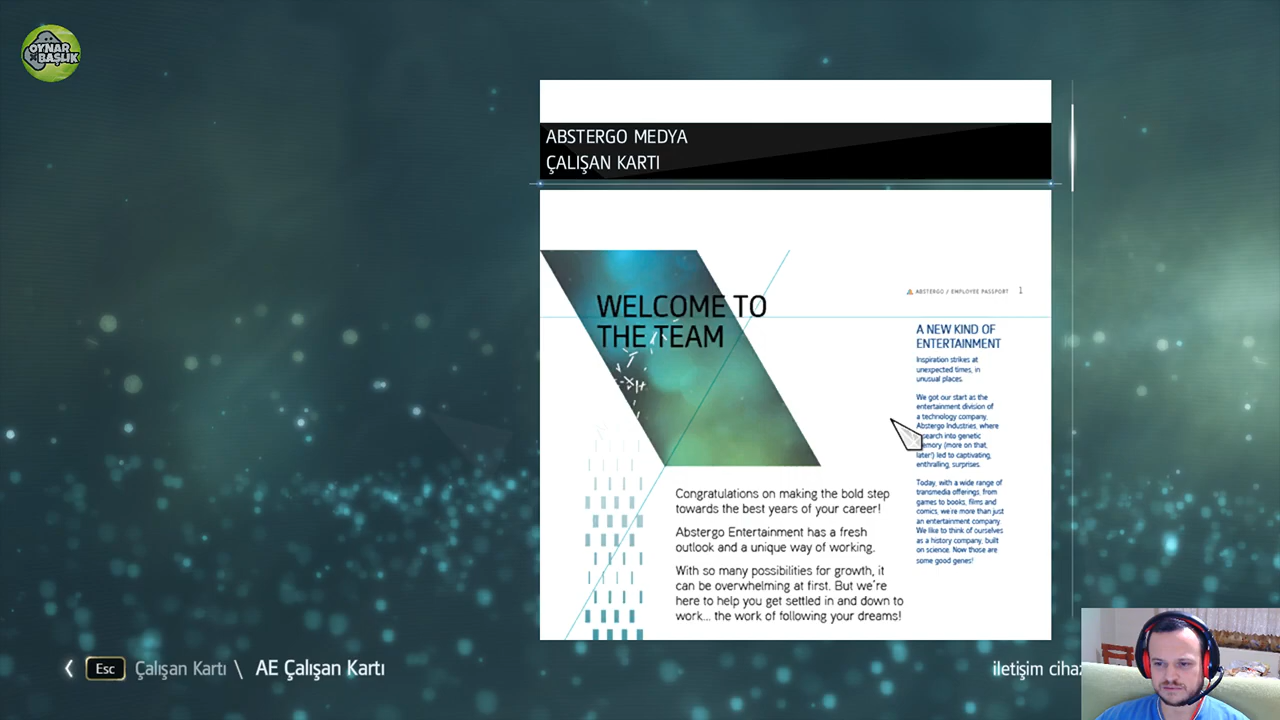 OYNAR
BAŞLIK
ABSTERGO MEDYA
ÇALIŞAN KARTI
WELCOME TO
THE TEAM
ABSTERGO / EMPLOYEE PASSPORT 1
A NEW KIND OF
ENTERTAINMENT
Inspiration strikes at
unexpected times, in
unusual places.
We got our start as the
entertainment division of
a technology company,
Abstergo Industries, where
research into genetic
memory (more on that,
later!) led to captivating,
enthralling, surprises.
Today, with a wide range of
transmedia offerings, from
games to books, films and
comics, we're more than just
an entertainment company.
We like to think of ourselves
as a history company, built
on science. Now those are
some good genes!
Congratulations on making the bold step
towards the best years of your career!
Abstergo Entertainment has a fresh
outlook and a unique way of working.
With so many possibilities for growth, it
can be overwhelming at first. But we're
here to help you get settled in and down to
work... the work of following your dreams!
Esc Çalışan Kartı \ AE Çalışan Kartı
iletişim cihaz